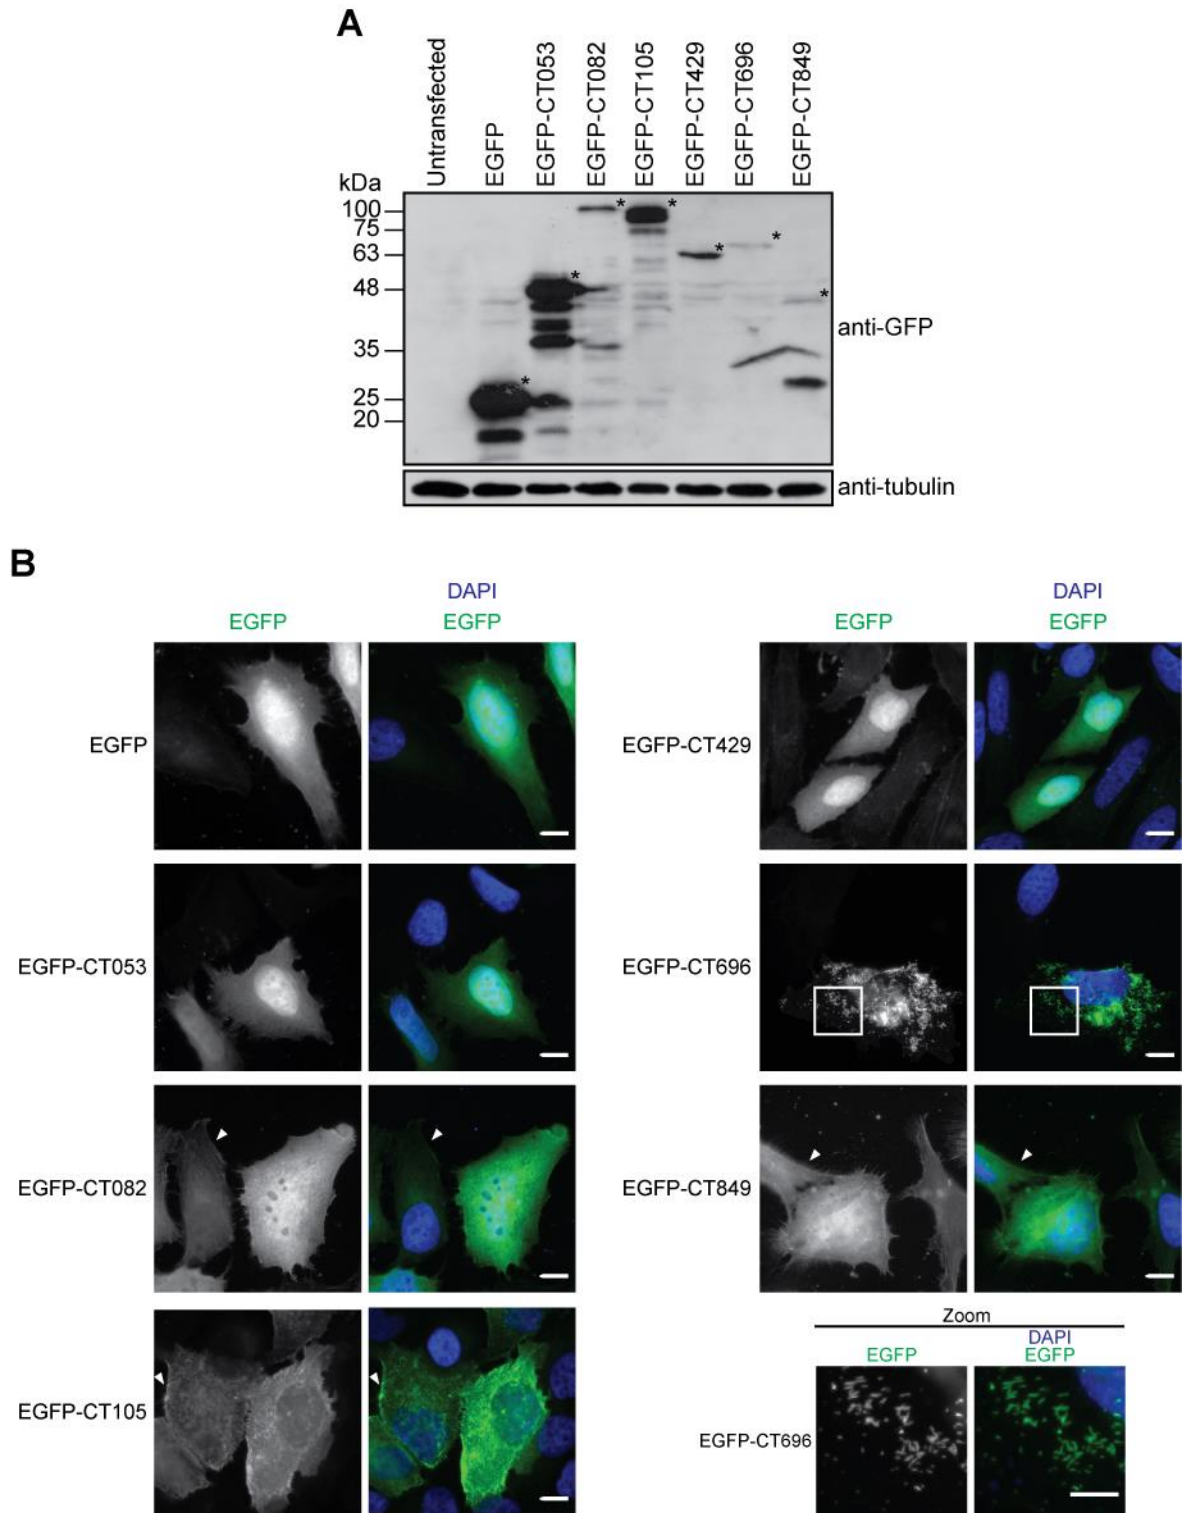 A
Untransfected
EGFP
EGFP-CT053
EGFP-CT082
EGFP-CT105
EGFP-CT429
EGFP-CT696
EGFP-CT849
kDa
100
75
63
48
35
25
20
*
*
*
*
*
*
*
anti-GFP
anti-tubulin
B
DAPI
EGFP EGFP
EGFP
EGFP-CT053
EGFP-CT082
EGFP-CT105
DAPI
EGFP EGFP
EGFP-CT429
EGFP-CT696
EGFP-CT849
Zoom
DAPI
EGFP EGFP
EGFP-CT696